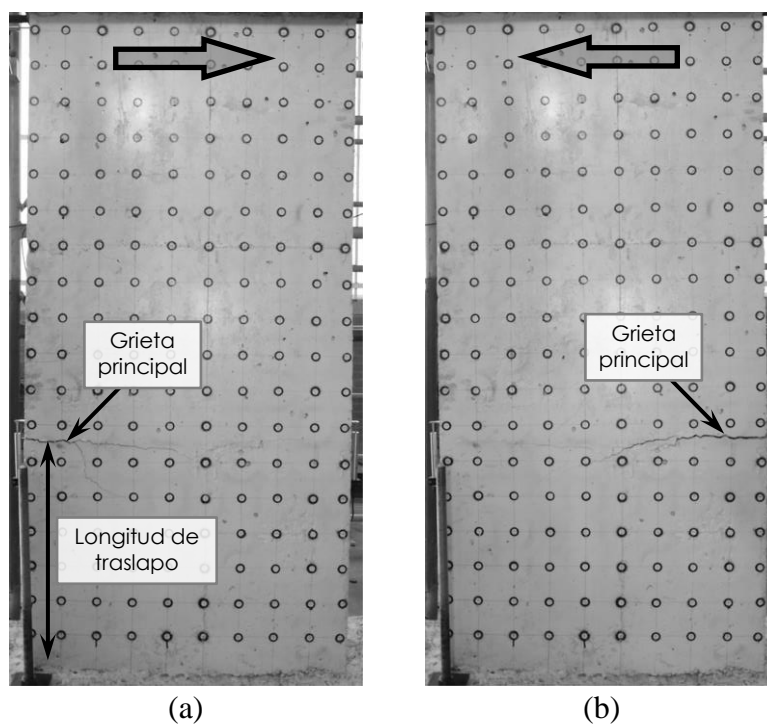 Grieta
principal
Longitud de
traslapo
(a)
Grieta
principal
(b)